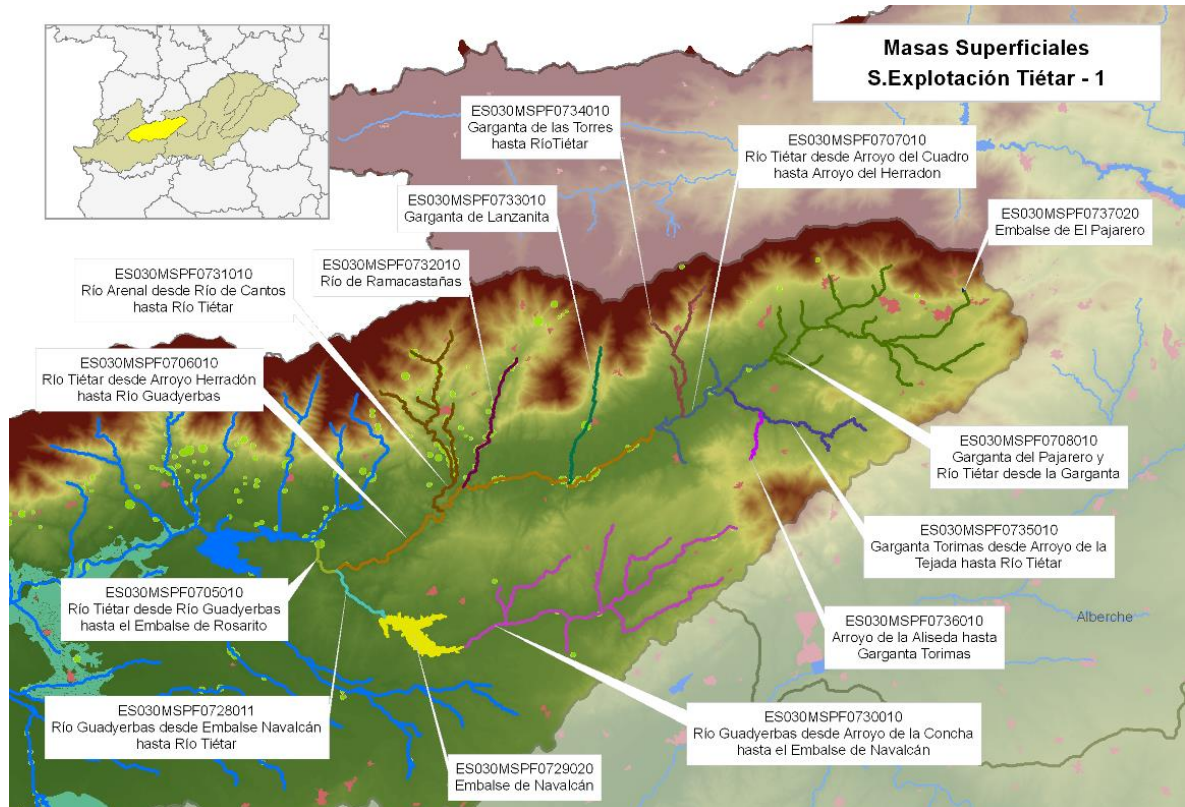 Masas Superficiales
S.Explotación Tiétar - 1
ES030MSPF0734010
Garganta de las Torres
hasta RíoTiétar
ES030MSPF0707010
Río Tiétar desde Arroyo del Cuadro
hasta Arroyo del Herradon
ES030MSPF0733010
Garganta de Lanzanita
ES030MSPF0737020
Embalse de El Pajarero
ES030MSPF0732010
Río de Ramacastañas
ES030MSPF0731010
Río Arenal desde Río de Cantos
hasta Río Tiétar
ES030MSPF0706010
Río Tiétar desde Arroyo Herradón
hasta Río Guadyerbas
ES030MSPF0708010
Garganta del Pajarero y
Río Tiétar desde la Garganta
ES030MSPF0735010
Garganta Torimas desde Arroyo de la
Tejada hasta Río Tiétar
ES030MSPF0705010
Río Tiétar desde Río Guadyerbas
hasta el Embalse de Rosarito
ES030MSPF0736010
Arroyo de la Aliseda hasta
Garganta Torimas
Alberche
ES030MSPF0728011
Río Guadyerbas desde Embalse Navalcán
hasta Río Tiétar
ES030MSPF0730010
Río Guadyerbas desde Arroyo de la Concha
hasta el Embalse de Navalcán
ES030MSPF0729020
Embalse de Navalcán